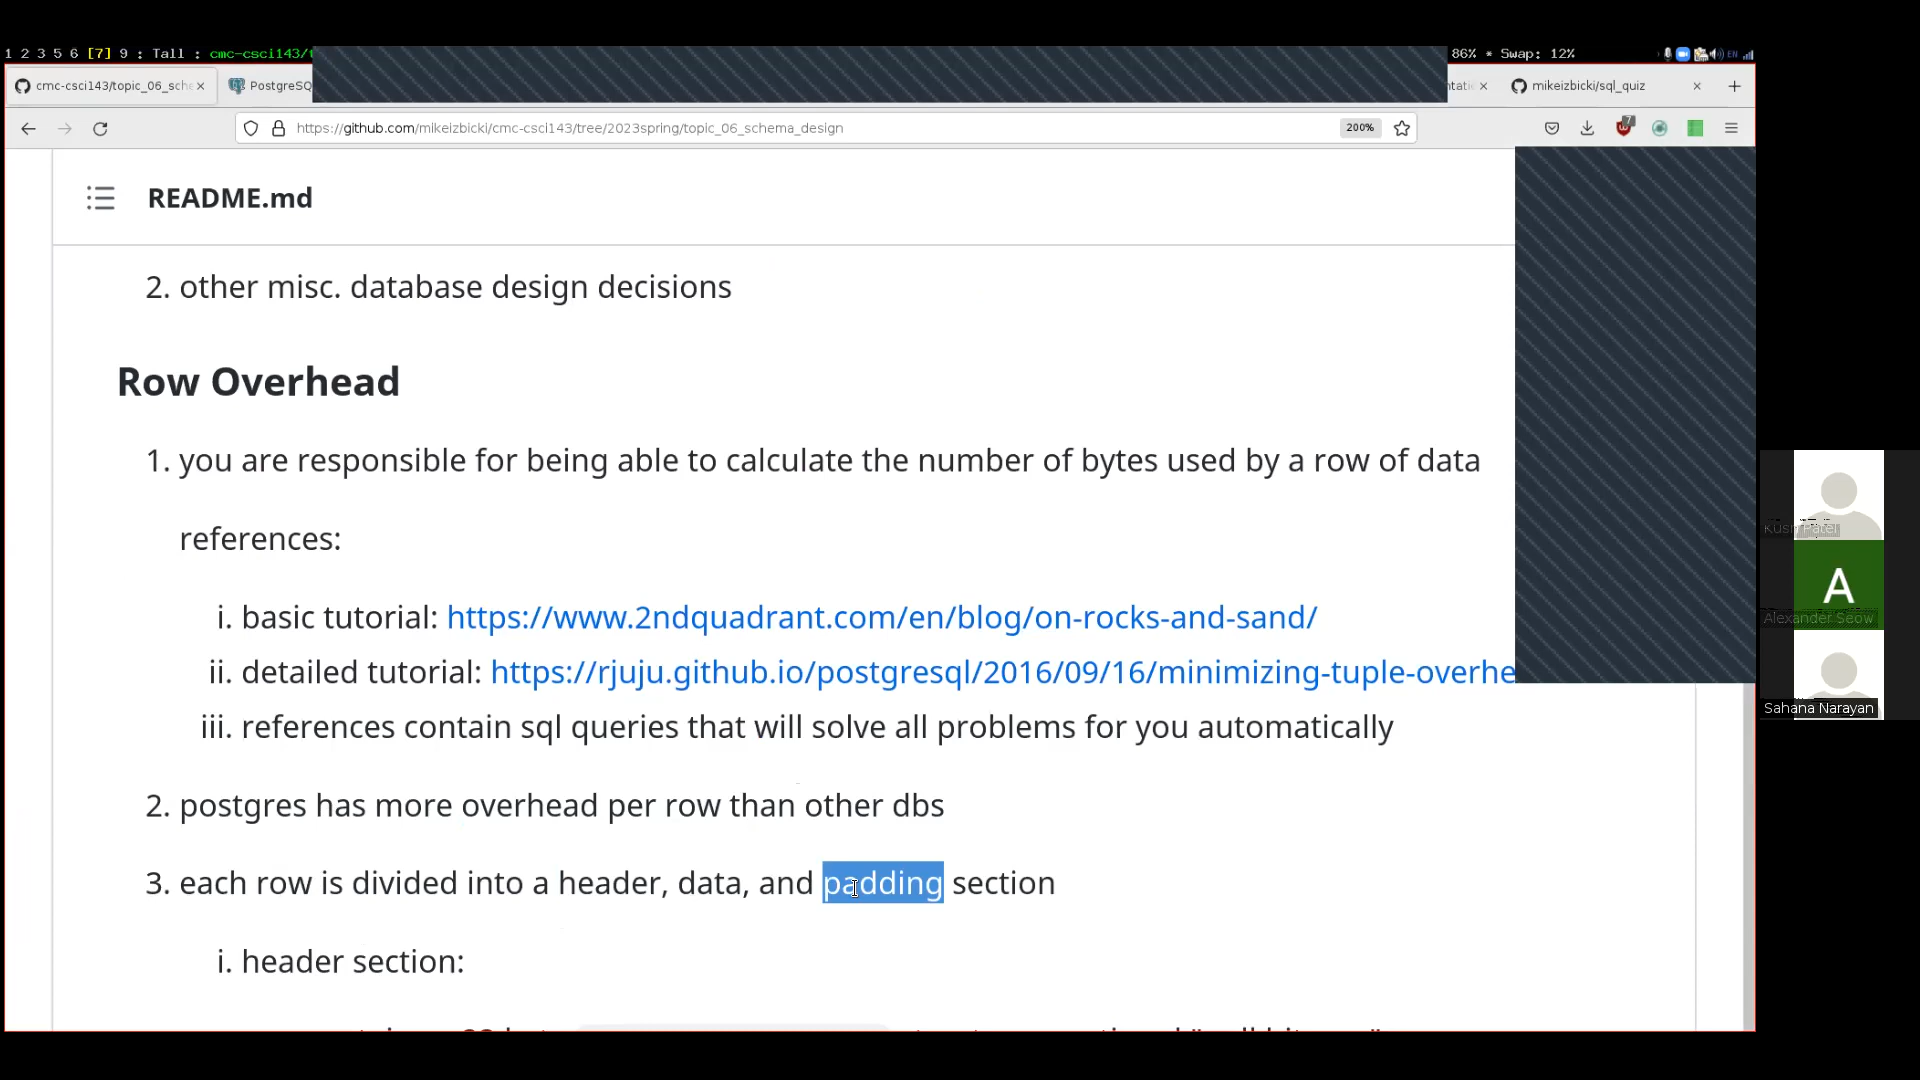 1 2 3 5 6 [7] 9 : Tall : cmc-csci143/t
86% * Swap: 12%
EN
cmc-csci143/topic_06_sche
PostgreSQ
tatic
mikeizbicki/sql_quiz
https://github.com/mikeizbicki/cmc-csci143/tree/2023spring/topic_06_schema_design
200%
7
README.md
2. other misc. database design decisions
Row Overhead
1. you are responsible for being able to calculate the number of bytes used by a row of data
references:
i. basic tutorial: https://www.2ndquadrant.com/en/blog/on-rocks-and-sand/
ii. detailed tutorial: https://rjuju.github.io/postgresql/2016/09/16/minimizing-tuple-overhe
iii. references contain sql queries that will solve all problems for you automatically
2. postgres has more overhead per row than other dbs
3. each row is divided into a header, data, and padding section
i. header section:
Patel
A
Alexander Seow
Sahana Narayan